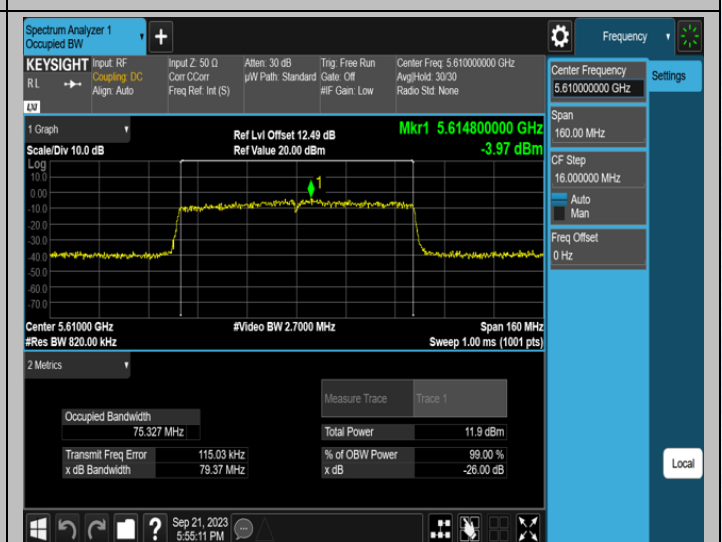 Spectrum Analyzer 1
Occupied BW
+
Frequency
KEYSIGHT
RL
LXI
Input: RF
Coupling: DC
Align: Auto
Input Z: 50 Ω
Corr CCorr
Freq Ref: Int (S)
Atten: 30 dB
µW Path: Standard
Trig: Free Run
Gate: Off
#IF Gain: Low
Center Freq: 5.610000000 GHz
Avg|Hold: 30/30
Radio Std: None
Center Frequency
5.610000000 GHz
Settings
Span
160.00 MHz
CF Step
16.000000 MHz
Auto
Man
Freq Offset
0 Hz
Local
1 Graph
Scale/Div 10.0 dB
Ref Lvl Offset 12.49 dB
Ref Value 20.00 dBm
Mkr1 5.614800000 GHz
-3.97 dBm
Log
10.0
0.00
-10.0
-20.0
-30.0
-40.0
-50.0
-60.0
-70.0
1
Center 5.61000 GHz
#Res BW 820.00 kHz
#Video BW 2.7000 MHz
Span 160 MHz
Sweep 1.00 ms (1001 pts)
2 Metrics
Measure Trace
Trace 1
Occupied Bandwidth
75.327 MHz
Total Power
11.9 dBm
Transmit Freq Error
115.03 kHz
% of OBW Power
99.00 %
x dB Bandwidth
79.37 MHz
x dB
-26.00 dB
?
Sep 21, 2023
5:55:11 PM